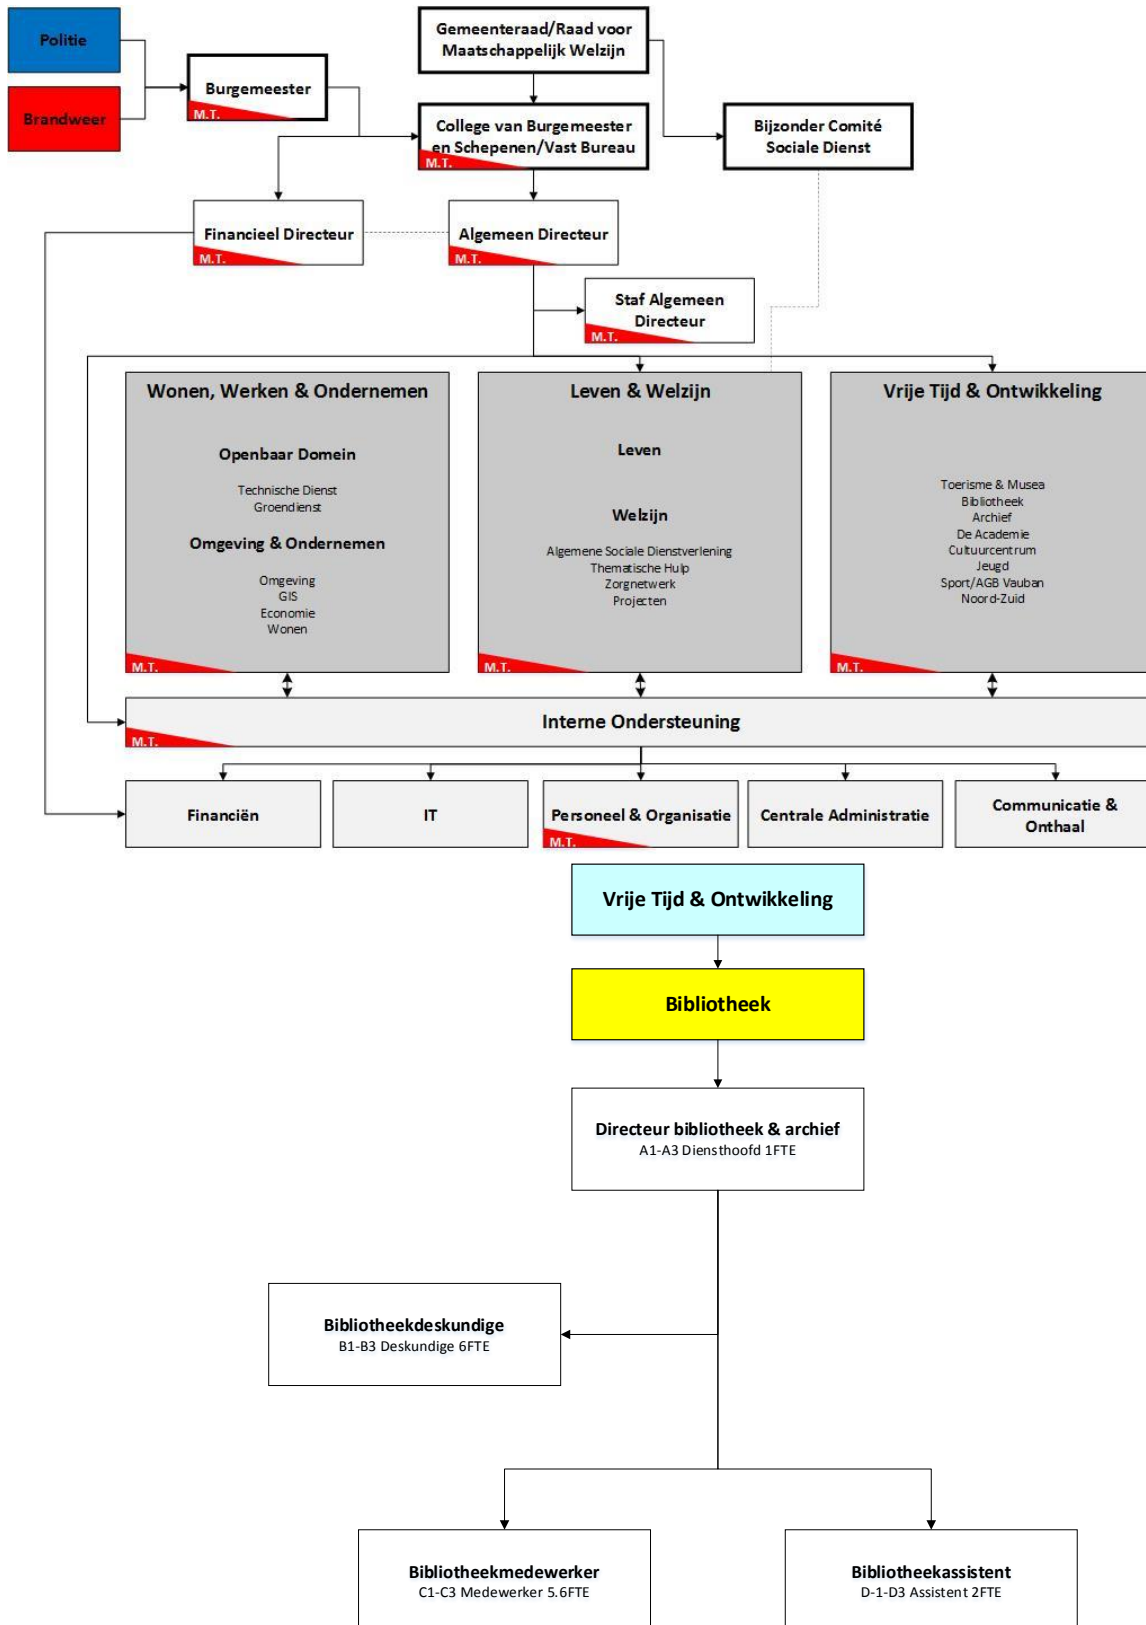 Politie
Brandweer
Burgemeester
M.T.
Gemeenteraad/Raad voor
Maatschappelijk Welzijn
College van Burgemeester
en Schepenen/Vast Bureau
M.T.
Bijzonder Comité
Sociale Dienst
Financieel Directeur
M.T.
Algemeen Directeur
M.T.
Staf Algemeen
Directeur
M.T.
Wonen, Werken & Ondernemen
Openbaar Domein
Technische Dienst
Groendienst
Omgeving & Ondernemen
Omgeving
GIS
Economie
Wonen
M.T.
Leven & Welzijn
Leven
Welzijn
Algemene Sociale Dienstverlening
Thematische Hulp
Zorgnetwerk
Projecten
M.T.
Vrije Tijd & Ontwikkeling
Toerisme & Musea
Bibliotheek
Archief
De Academie
Cultuurcentrum
Jeugd
Sport/AGB Vauban
Noord-Zuid
M.T.
Interne Ondersteuning
M.T.
Financiën
IT
Personeel & Organisatie
M.T.
Centrale Administratie
Communicatie &
Onthaal
Vrije Tijd & Ontwikkeling
Bibliotheek
Directeur bibliotheek & archief
A1-A3 Diensthoofd 1FTE
Bibliotheekdeskundige
B1-B3 Deskundige 6FTE
Bibliotheekmedewerker
C1-C3 Medewerker 5.6FTE
Bibliotheekassistent
D-1-D3 Assistent 2FTE